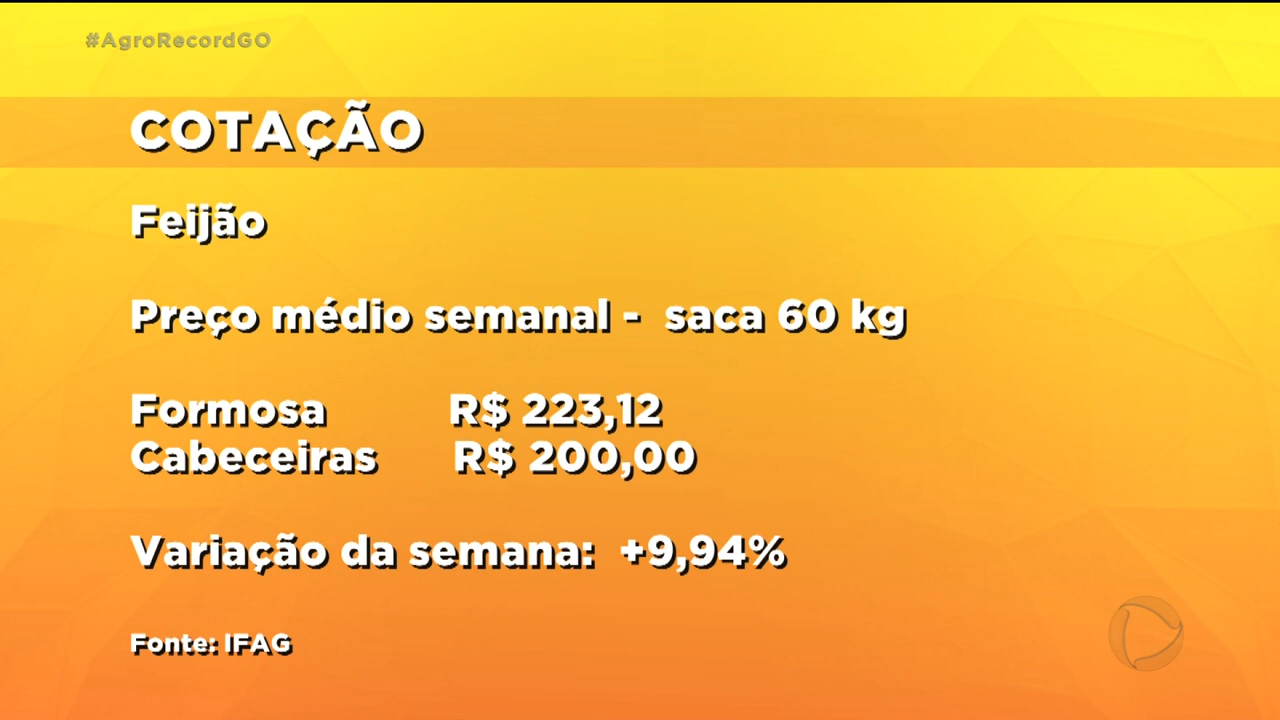 #AgroRecordGO
COTAÇÃO
Feijão
Preço médio semanal - saca 60 kg
Formosa R$ 223,12
Cabeceiras R$ 200,00
Variação da semana: +9,94%
Fonte: IFAG